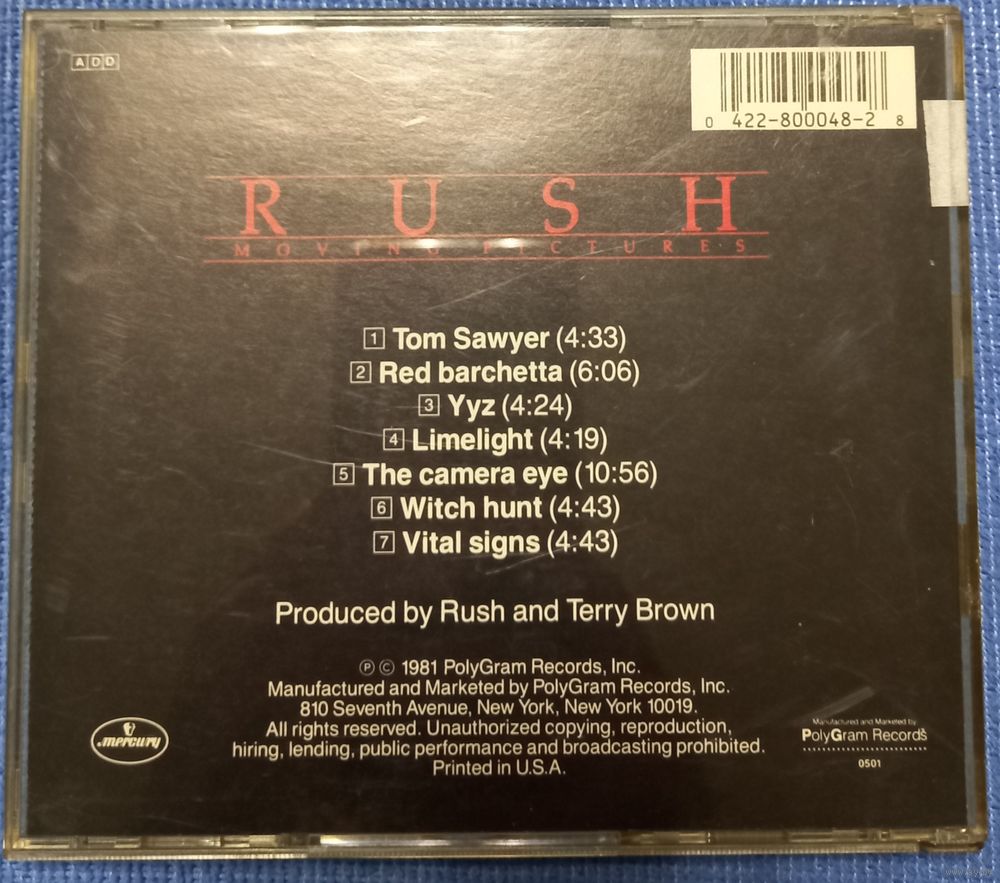 ADD
0 422-800048-2 8
RUSH
MOVING PICTURES
1 Tom Sawyer (4:33)
2 Red barchetta (6:06)
3 Yyz (4:24)
4 Limelight (4:19)
5 The camera eye (10:56)
6 Witch hunt (4:43)
7 Vital signs (4:43)
Produced by Rush and Terry Brown
℗ © 1981 PolyGram Records, Inc.
Manufactured and Marketed by PolyGram Records, Inc.
810 Seventh Avenue, New York, New York 10019.
All rights reserved. Unauthorized copying, reproduction,
hiring, lending, public performance and broadcasting prohibited.
Printed in U.S.A.
mercury
Manufactured and Marketed by
PolyGram Records
0501